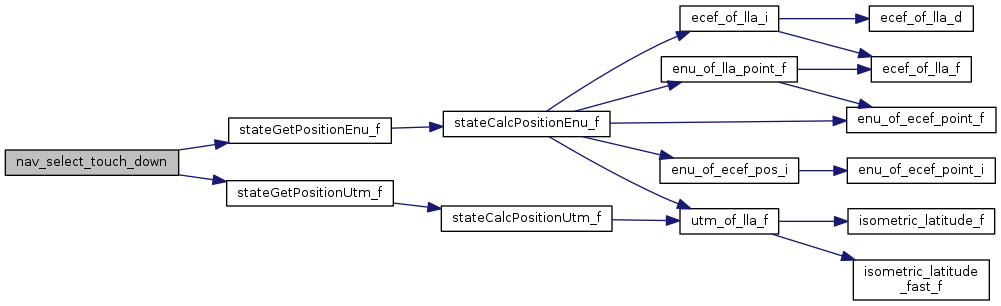 ecef_of_lla_i
ecef_of_lla_d
enu_of_lla_point_f
ecef_of_lla_f
stateGetPositionEnu_f
stateCalcPositionEnu_f
enu_of_ecef_point_f
nav_select_touch_down
enu_of_ecef_pos_i
enu_of_ecef_point_i
stateGetPositionUtm_f
stateCalcPositionUtm_f
utm_of_lla_f
isometric_latitude_f
isometric_latitude
_fast_f